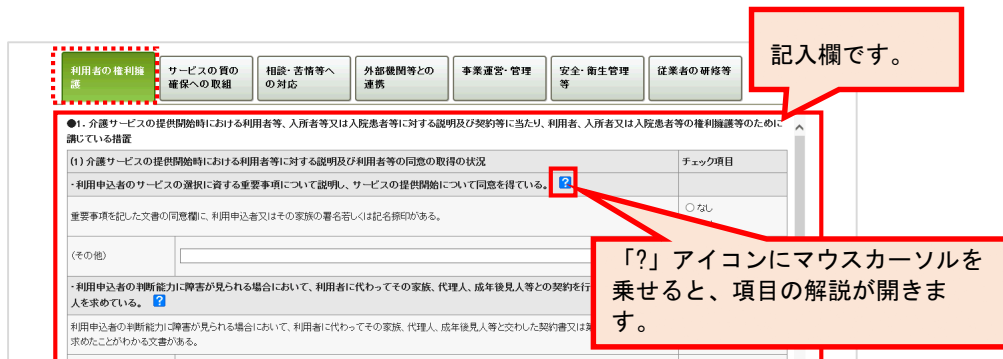 利用者の権利擁
護
サービスの質の
確保への取組
相談・苦情等へ
の対応
外部機関等との
連携
事業運営・管理
安全・衛生管理
等
従業者の研修等
記入欄です。
●1. 介護サービスの提供開始時における利用者等、入所者等又は入院患者等に対する説明及び契約等に当たり、利用者、入所者又は入院患者等の権利擁護等のために
講じている措置
(1) 介護サービスの提供開始時における利用者等に対する説明及び利用者等の同意の取得の状況
チェック項目
・利用申込者のサービスの選択に資する重要事項について説明し、サービスの提供開始について同意を得ている。 ?
重要事項を記した文書の同意欄に、利用申込者又はその家族の署名若しくは記名捺印がある。
なし
(その他)
「?」アイコンにマウスカーソルを
乗せると、項目の解説が開きま
す。
・利用申込者の判断能力に障害が見られる場合において、利用者に代わってその家族、代理人、成年後見人等との契約を行
人を求めている。 ?
利用申込者の判断能力に障害が見られる場合において、利用者に代わってその家族、代理人、成年後見人等と交わした契約書又は
求めたことがわかる文書がある。